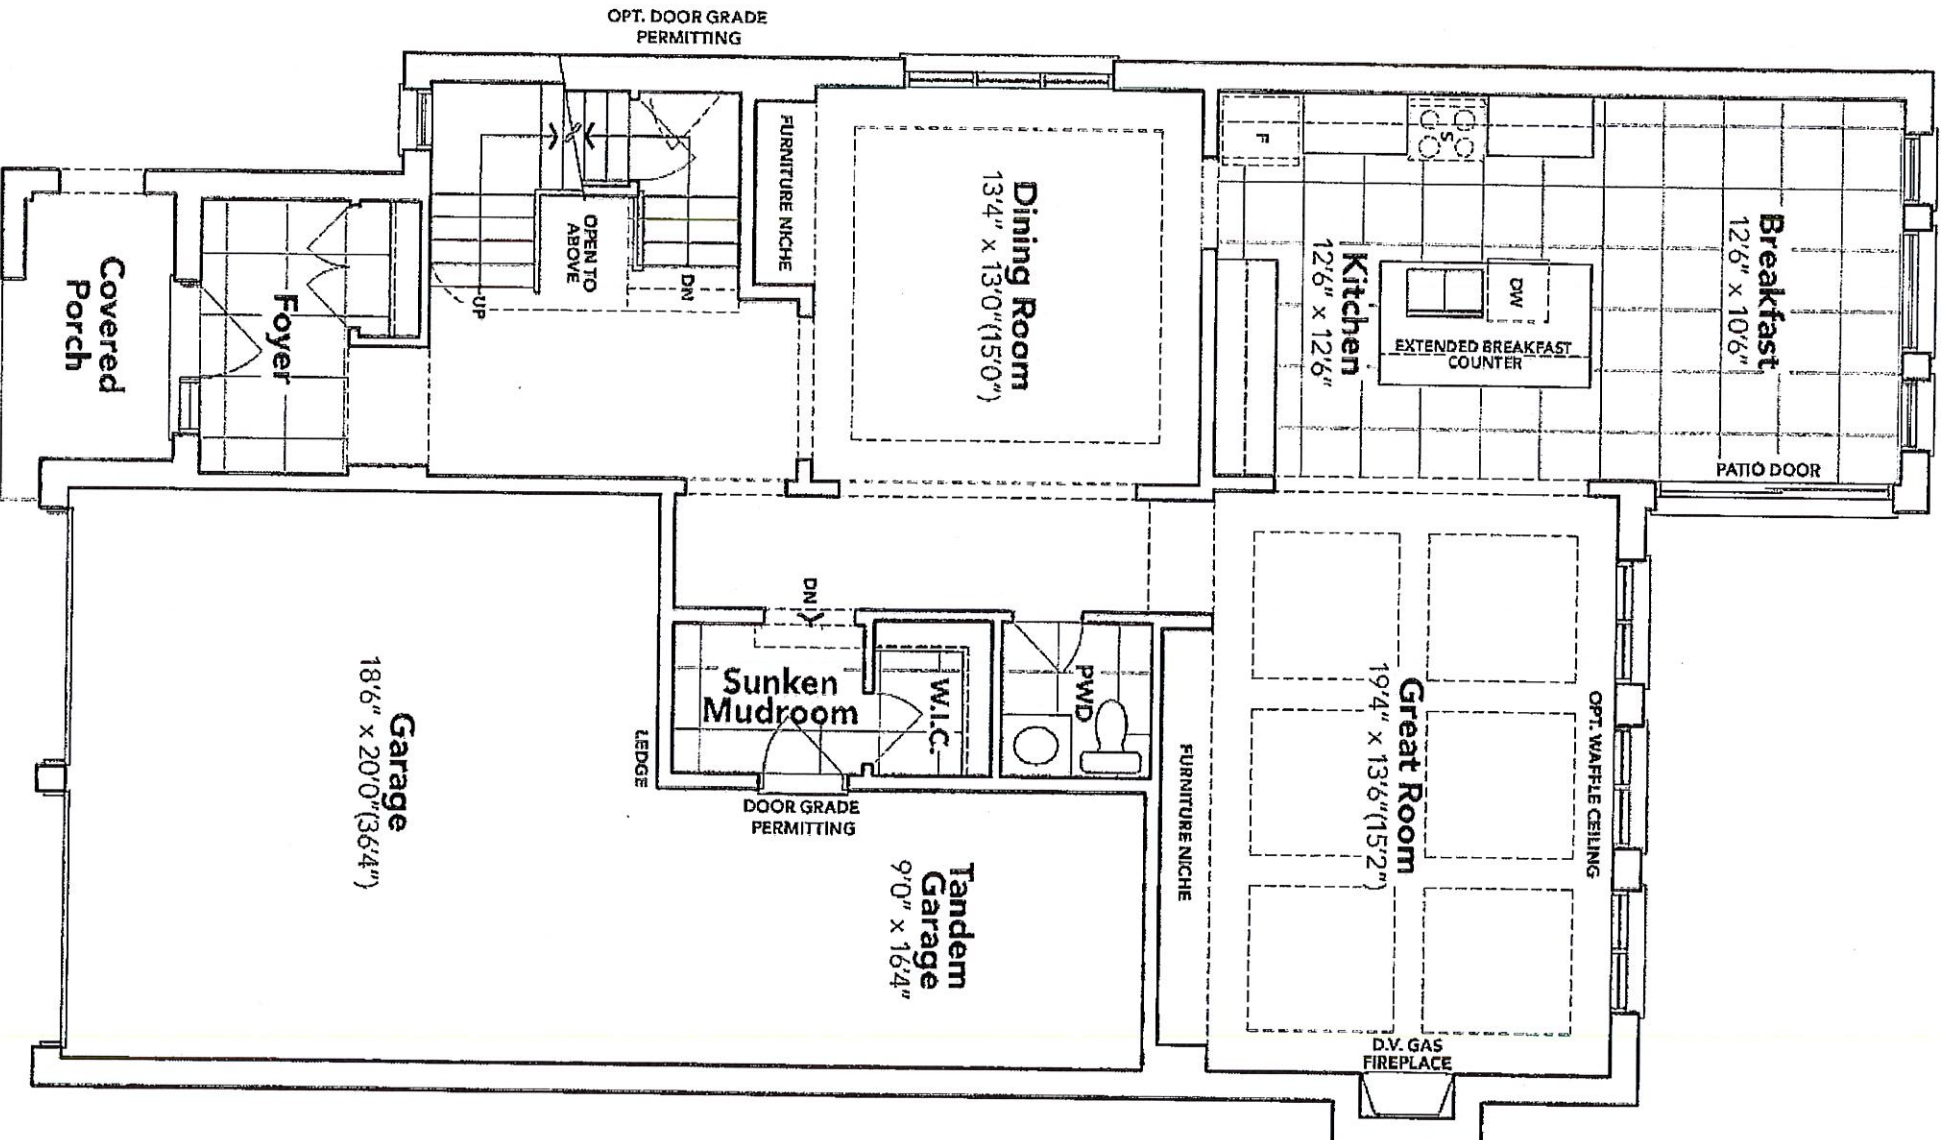 OPT. DOOR GRADE
PERMITTING
FURNITURE NICHE
Dining Room
13'4" x 13'0"(15'0")
F
S
Breakfast
12'6" x 10'6"
Kitchen
12'6" x 12'6"
DW
EXTENDED BREAKFAST
COUNTER
PATIO DOOR
OPEN TO
ABOVE
DN
UP
Foyer
Covered
Porch
DN
Sunken
Mudroom
W.I.C.
PWD
LEDGE
DOOR GRADE
PERMITTING
Garage
18'6" x 20'0"(36'4")
Tandem
Garage
9'0" x 16'4"
FURNITURE NICHE
Great Room
19'4" x 13'6"(15'2")
OPT. WAFFLE CEILING
D.V. GAS
FIREPLACE